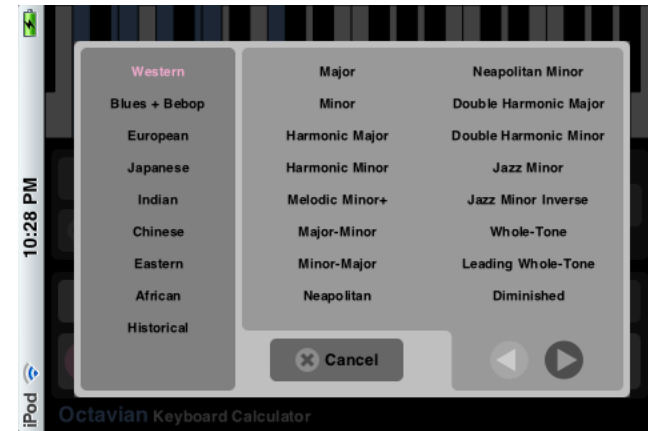 iPod
10:28 PM
Western
Blues + Bebop
European
Japanese
Indian
Chinese
Eastern
African
Historical
Major
Minor
Harmonic Major
Harmonic Minor
Melodic Minor+
Major-Minor
Minor-Major
Neapolitan
Neapolitan Minor
Double Harmonic Major
Double Harmonic Minor
Jazz Minor
Jazz Minor Inverse
Whole-Tone
Leading Whole-Tone
Diminished
Cancel
Octavian Keyboard Calculator